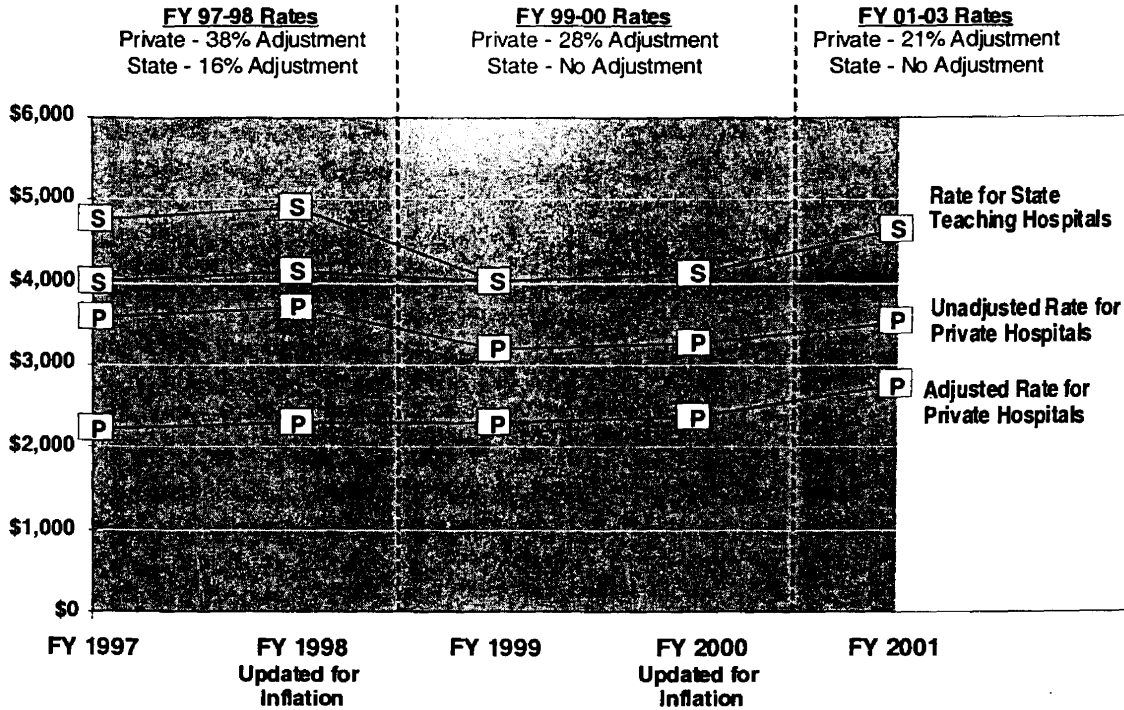 FY 97-98 Rates
Private - 38% Adjustment
State - 16% Adjustment
FY 99-00 Rates
Private - 28% Adjustment
State - No Adjustment
FY 01-03 Rates
Private - 21% Adjustment
State - No Adjustment
$6,000
$5,000
$4,000
$3,000
$2,000
$1,000
$0
S
S
S
S
S
S
S
P
P
P
P
P
P
P
P
P
P
Rate for State
Teaching Hospitals
Unadjusted Rate for
Private Hospitals
Adjusted Rate for
Private Hospitals
FY 1997
FY 1998
Updated for
Inflation
FY 1999
FY 2000
Updated for
Inflation
FY 2001